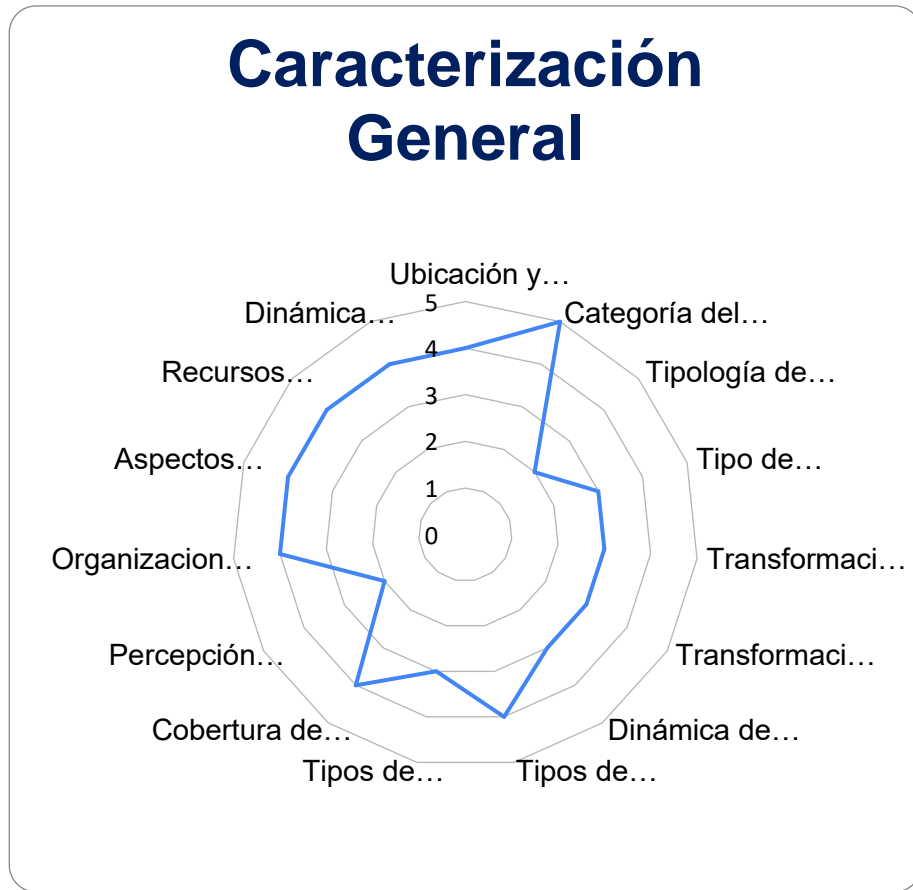 Caracterización
General
Ubicación y…
Categoría del…
Tipología de…
Tipo de…
Transformaci…
Transformaci…
Dinámica de…
Tipos de…
Tipos de…
Cobertura de…
Percepción…
Organizacion…
Aspectos…
Recursos…
Dinámica…
5
4
3
2
1
0